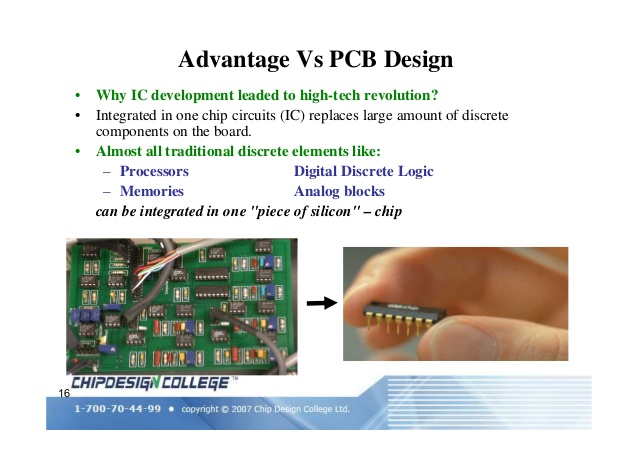 Advantage Vs PCB Design
• Why IC development leaded to high-tech revolution?
• Integrated in one chip circuits (IC) replaces large amount of discrete
components on the board.
• Almost all traditional discrete elements like:
– Processors Digital Discrete Logic
– Memories Analog blocks
can be integrated in one "piece of silicon" – chip
CHIPDESIGN COLLEGE™
16
1-700-70-44-99 • copyright © 2007 Chip Design College Ltd.